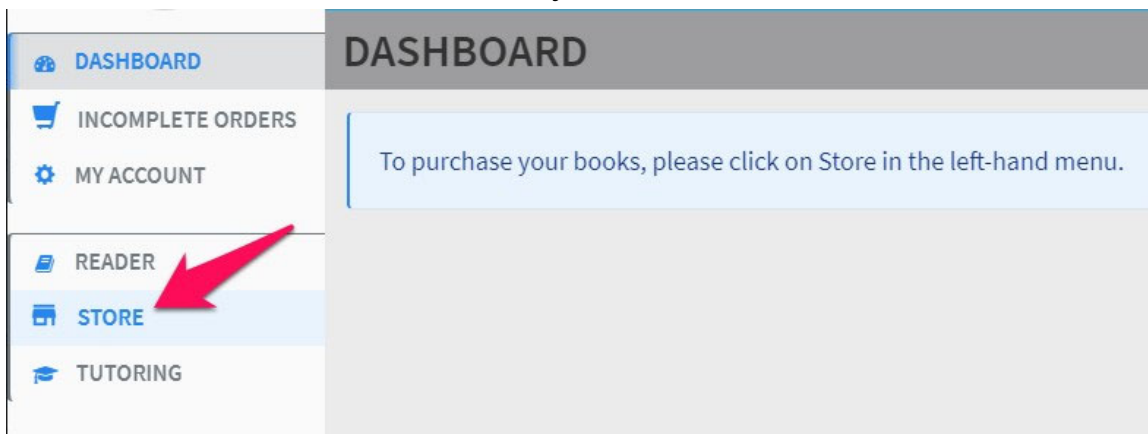 DASHBOARD
INCOMPLETE ORDERS
MY ACCOUNT
READER
STORE
TUTORING
DASHBOARD
To purchase your books, please click on Store in the left-hand menu.